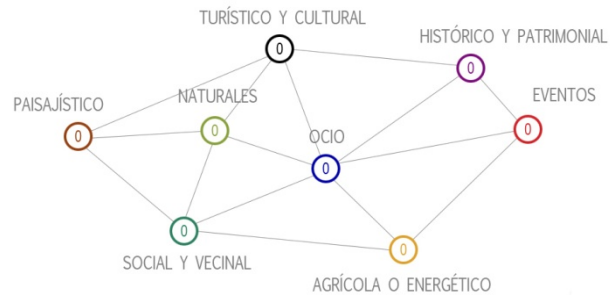 TURÍSTICO Y CULTURAL
0
HISTÓRICO Y PATRIMONIAL
0
PAISAJÍSTICO
0
NATURALES
0
OCIO
0
EVENTOS
0
SOCIAL Y VECINAL
0
AGRÍCOLA O ENERGÉTICO
0